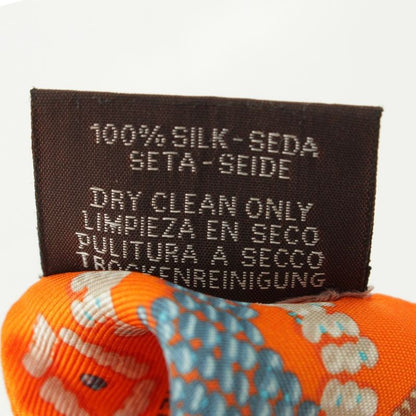 100% SILK-SEDA
SETA-SEIDE
DRY CLEAN ONLY
LIMPIEZA EN SECO
PULITURA A SECCO
TROCKENREINIGUNG